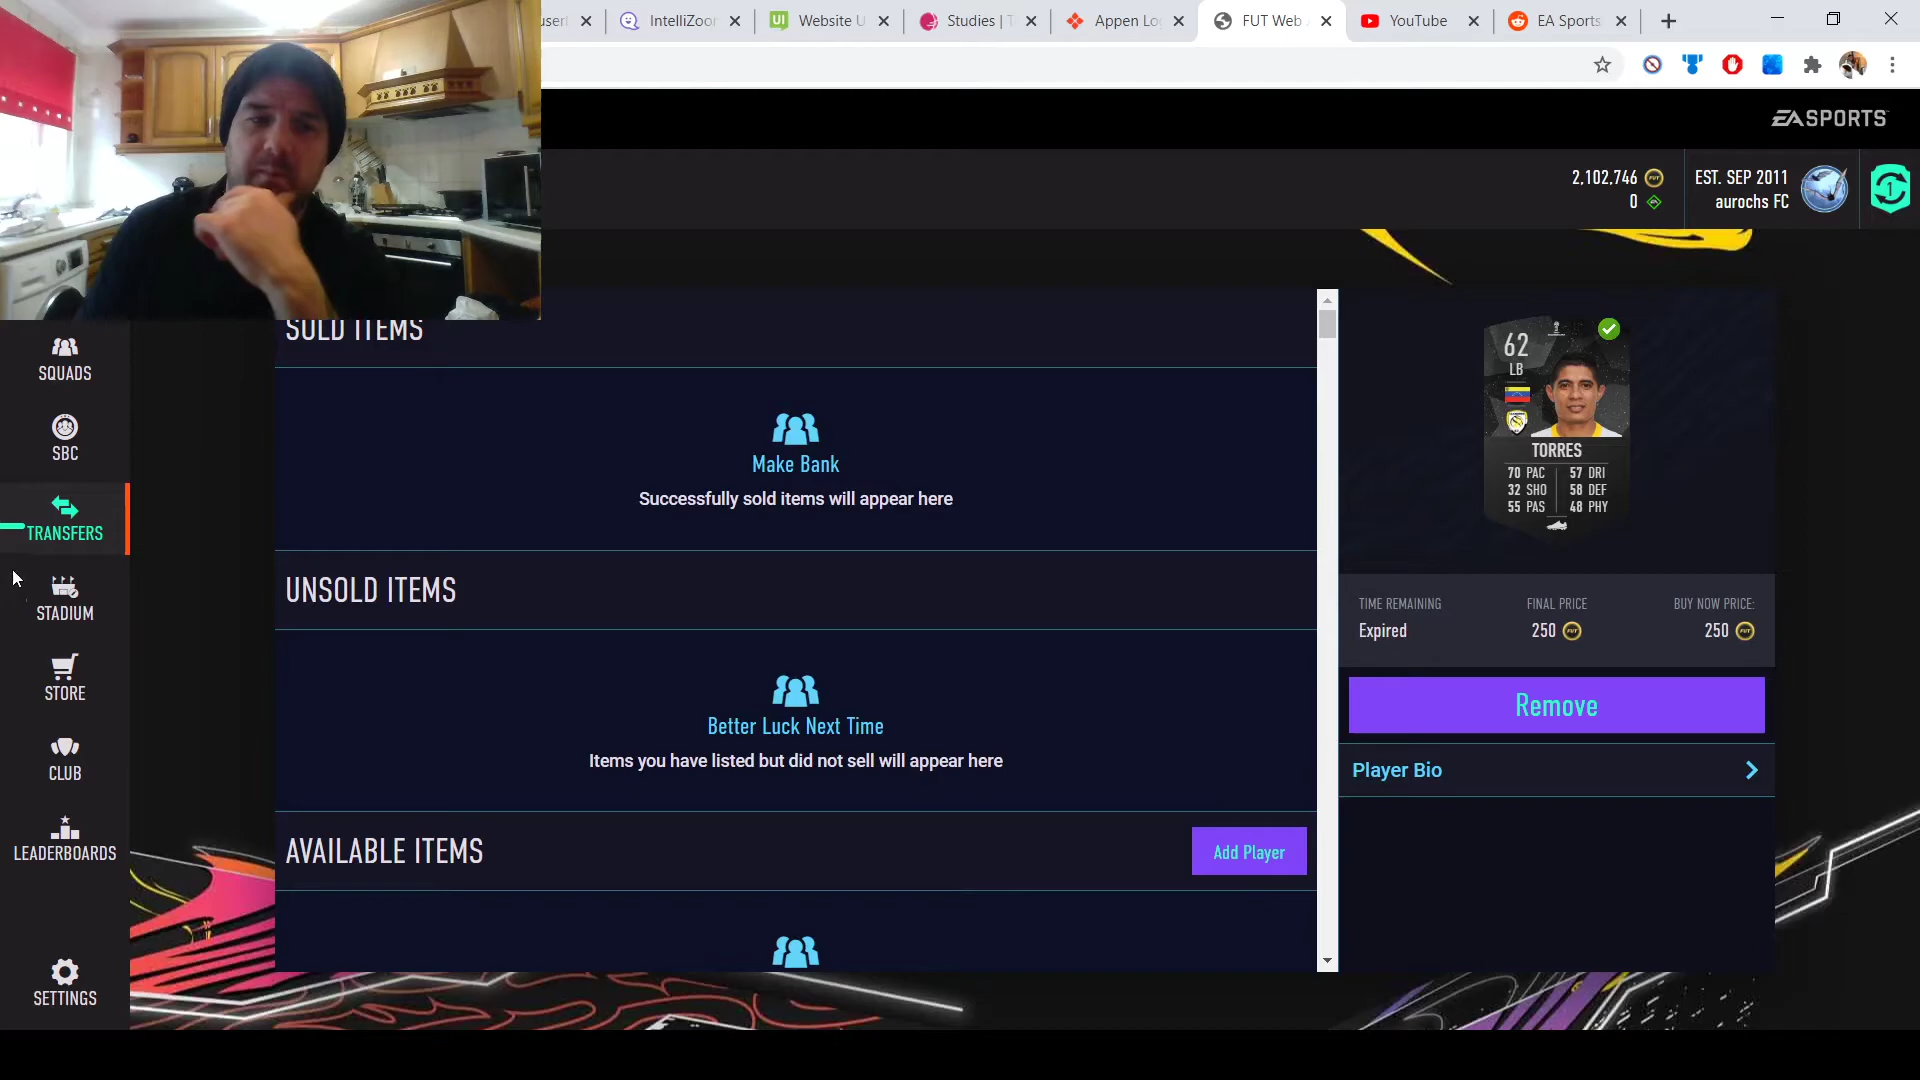 IntelliZoo
Website U
Studies | T
Appen Lo
FUT Web
YouTube
EA Sports
EA SPORTS
2,102,746
0
EST. SEP 2011
aurochs FC
1
SQUADS
SBC
TRANSFERS
STADIUM
STORE
CLUB
LEADERBOARDS
SETTINGS
SOLD ITEMS
Make Bank
Successfully sold items will appear here
UNSOLD ITEMS
Better Luck Next Time
Items you have listed but did not sell will appear here
AVAILABLE ITEMS
Add Player
62
LB
TORRES
70 PAC 57 DRI
32 SHO 58 DEF
55 PAS 48 PHY
TIME REMAINING FINAL PRICE BUY NOW PRICE:
Expired 250 250
Remove
Player Bio